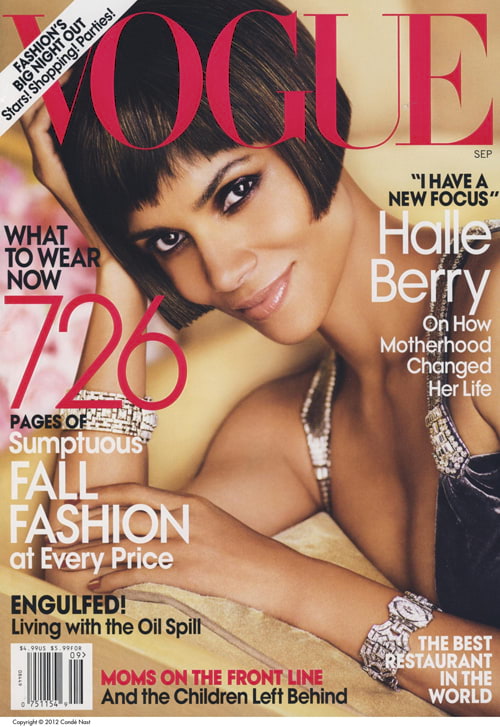 FASHION'S
BIG NIGHT OUT
Stars! Shopping! Parties!
VOGUE
SEP
"I HAVE A
NEW FOCUS"
Halle
Berry
On How
Motherhood
Changed
Her Life
WHAT
TO WEAR
NOW
726
PAGES OF
Sumptuous
FALL
FASHION
at Every Price
ENGULFED!
Living with the Oil Spill
$4.99US $5.99FOR
09>
0 751154 9
MOMS ON THE FRONT LINE
And the Children Left Behind
THE BEST
RESTAURANT
IN THE
WORLD
Copyright © 2012 Condé Nast